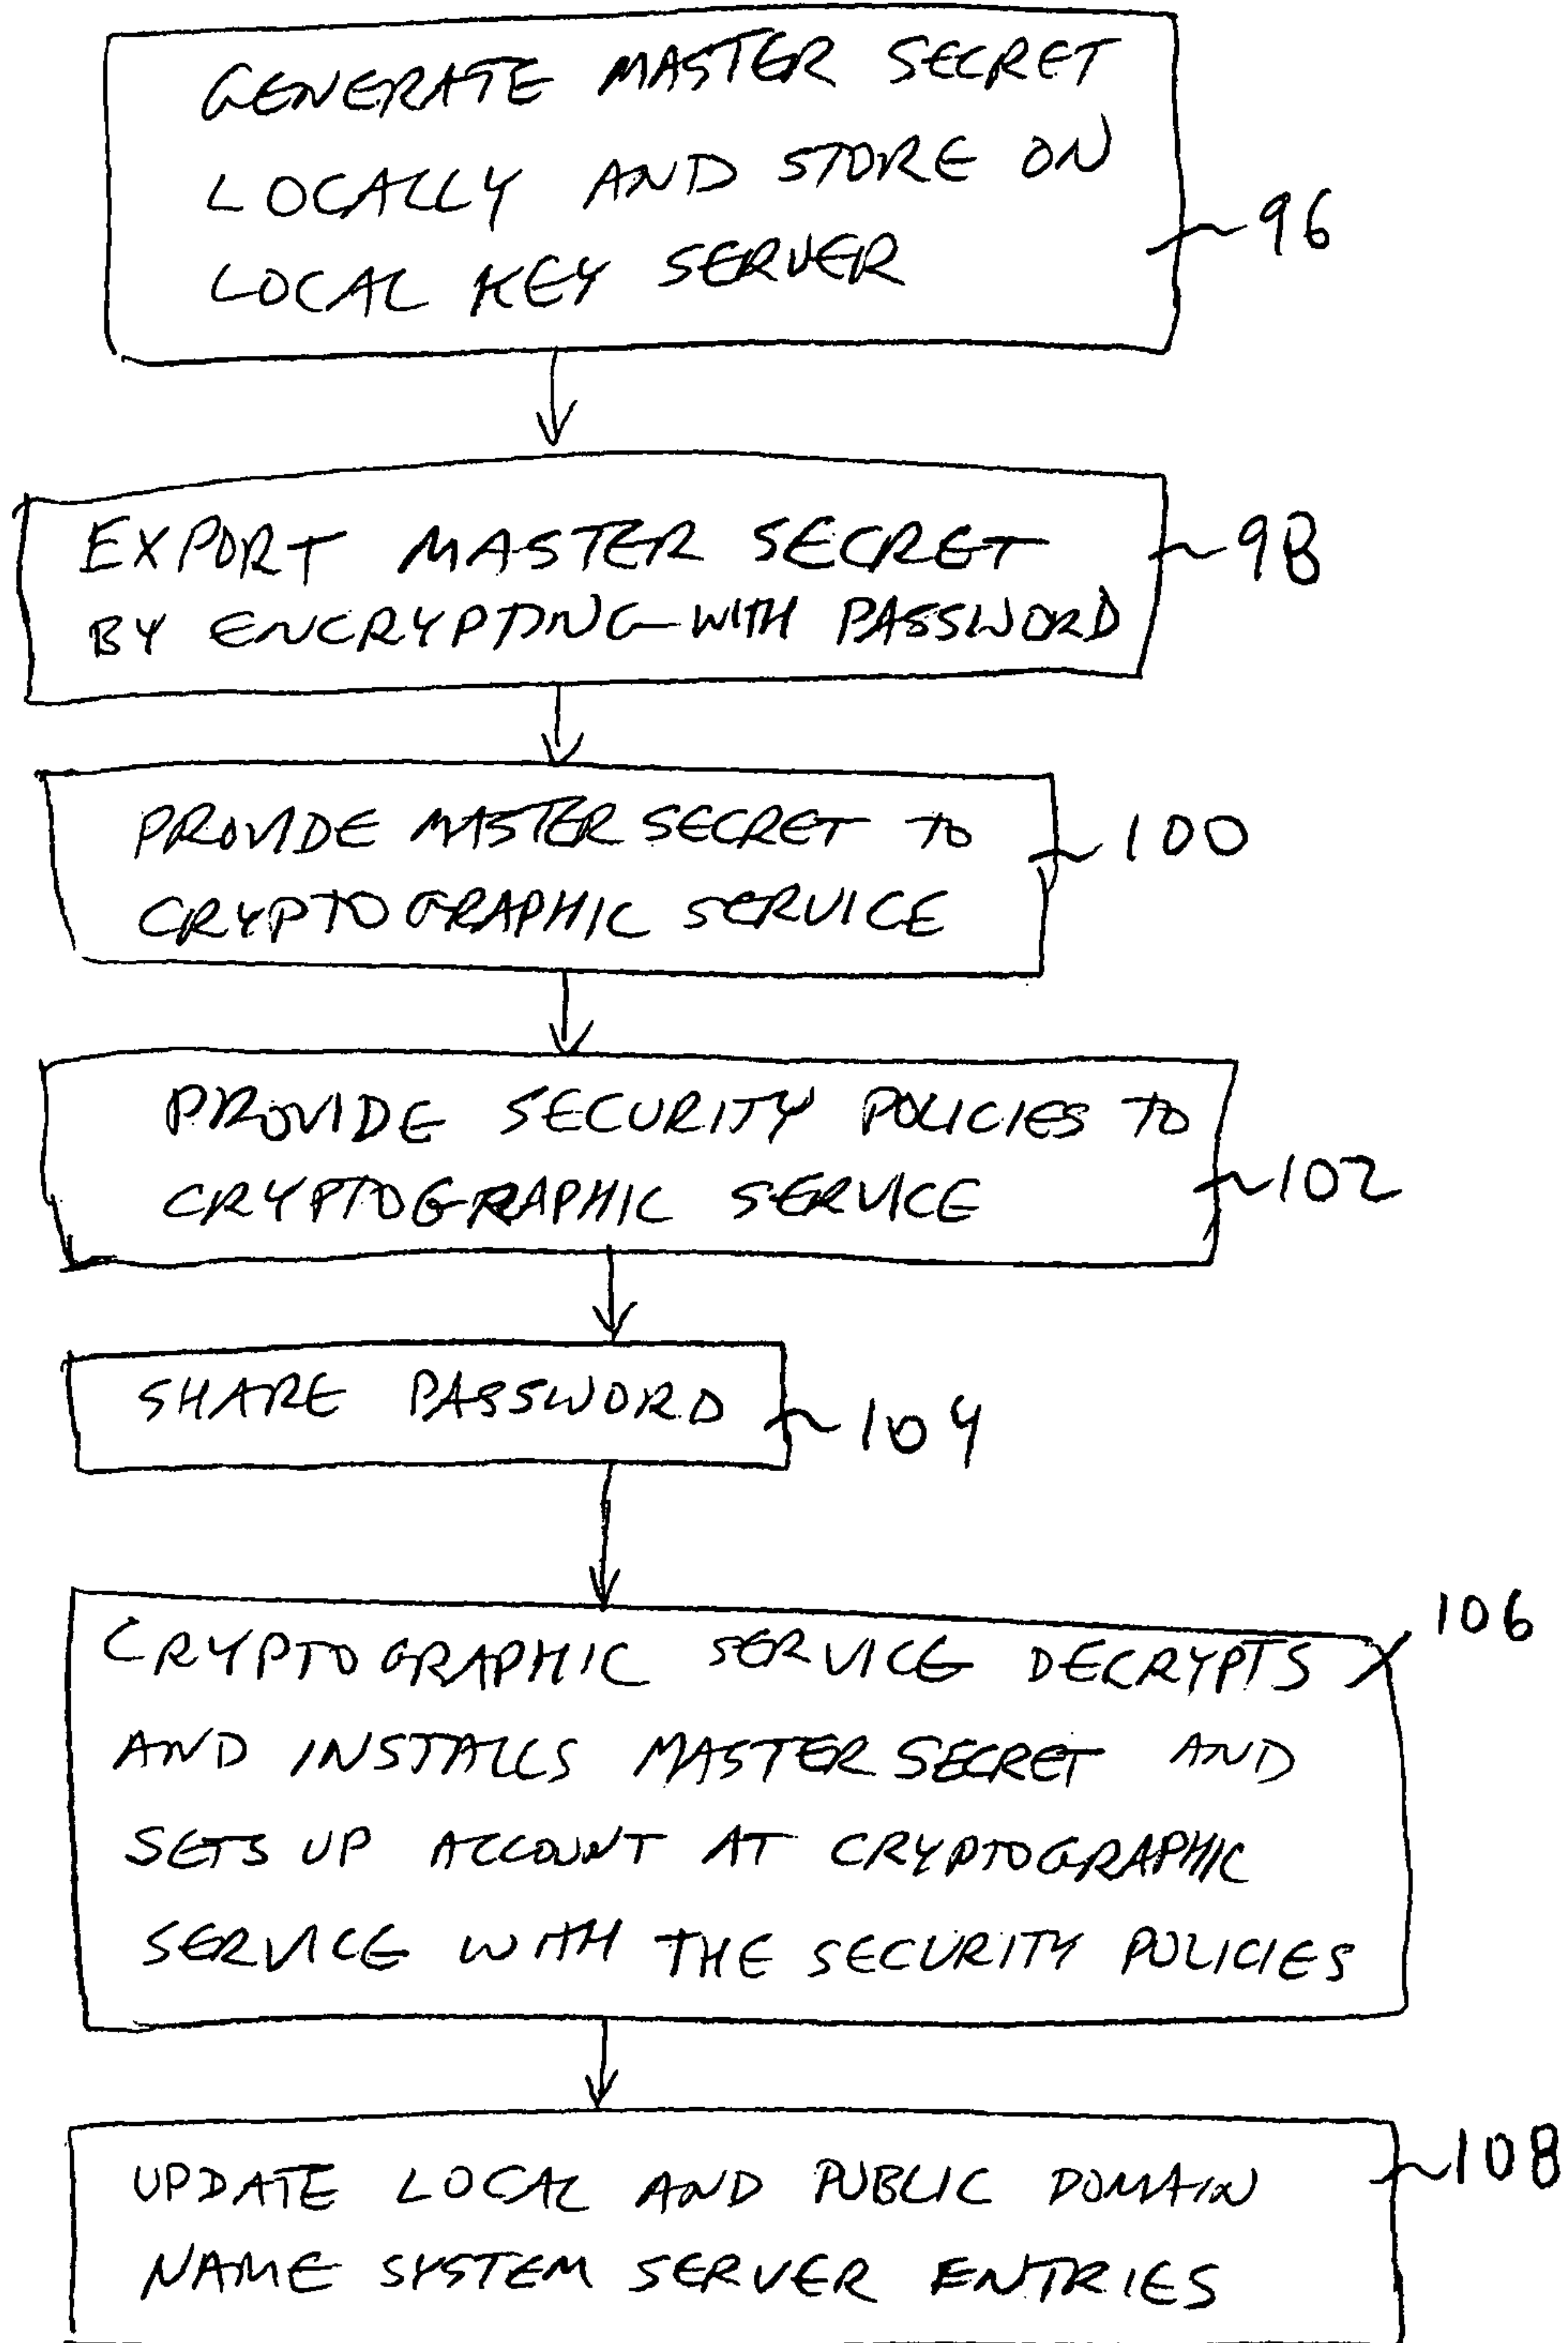 GENERATE MASTER SECRET
LOCALLY AND STORE ON
LOCAL KEY SERVER
96
EXPORT MASTER SECRET
BY ENCRYPTING WITH PASSWORD
98
PROVIDE MASTER SECRET TO
CRYPTOGRAPHIC SERVICE
100
PROVIDE SECURITY POLICIES TO
CRYPTOGRAPHIC SERVICE
102
SHARE PASSWORD
104
106
CRYPTOGRAPHIC SERVICE DECRYPTS
AND INSTALLS MASTER SECRET AND
SETS UP ACCOUNT AT CRYPTOGRAPHIC
SERVICE WITH THE SECURITY POLICIES
108
UPDATE LOCAL AND PUBLIC DOMAIN
NAME SYSTEM SERVER ENTRIES